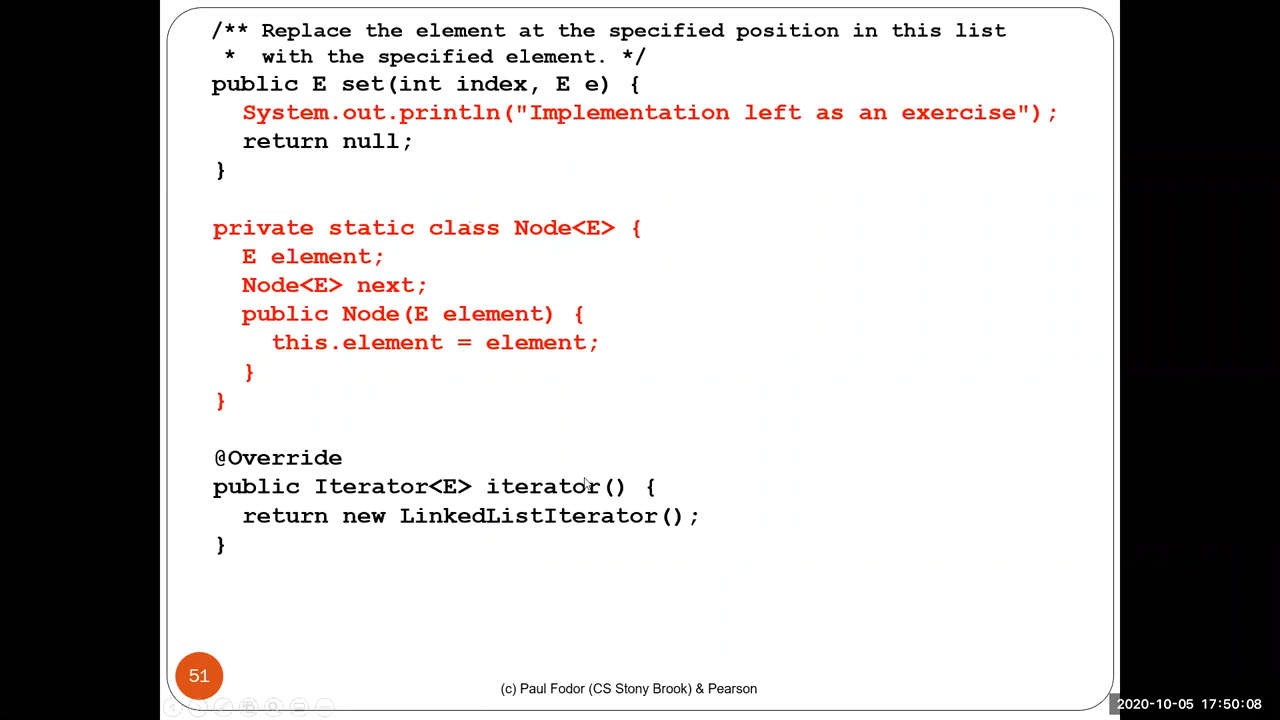 /** Replace the element at the specified position in this list
 *  with the specified element. */
public E set(int index, E e) {
  System.out.println("Implementation left as an exercise");
  return null;
}
private static class Node<E> {
  E element;
  Node<E> next;
  public Node(E element) {
    this.element = element;
  }
}
@Override
public Iterator<E> iterator() {
  return new LinkedListIterator();
}
51
(c) Paul Fodor (CS Stony Brook) & Pearson
2020-10-05 17:50:08